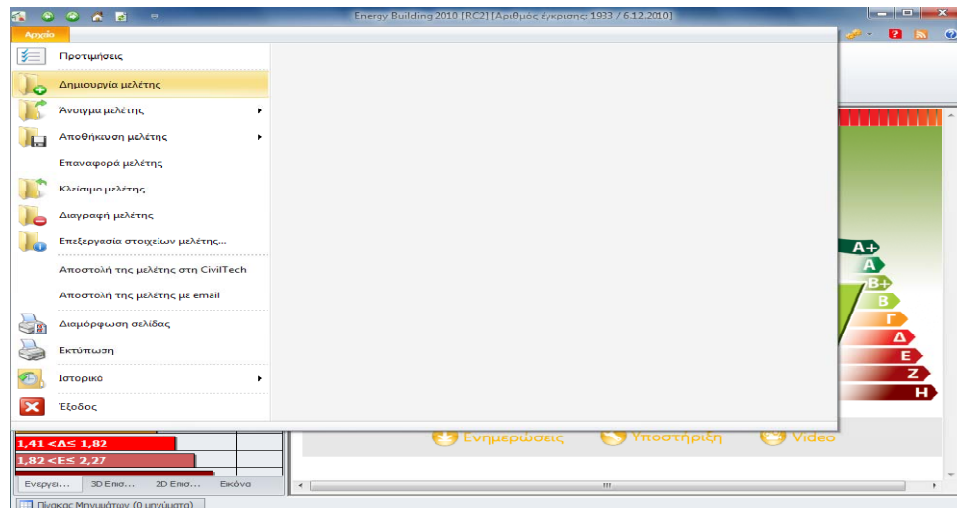 Energy Building 2010 [RC2] [Αριθμός έγκρισης: 1933 / 6.12.2010]
Αρχείο
Προτιμήσεις
Δημιουργία μελέτης
Άνοιγμα μελέτης
Αποθήκευση μελέτης
Επαναφορά μελέτης
Κλείσιμο μελέτης
Διαγραφή μελέτης
Επεξεργασία στοιχείων μελέτης...
Αποστολή της μελέτης στη CivilTech
Αποστολή της μελέτης με email
Διαμόρφωση σελίδας
Εκτύπωση
Ιστορικό
Έξοδος
A+
A
B+
B
Γ
Δ
E
Z
H
1,41 <Δ≤ 1,82
1,82 <E≤ 2,27
Ενημερώσεις Υποστήριξη Video
Ενεργει... 3D Επισ... 2D Επισ... Εικόνα
Πίνακας Μηνυμάτων (0 μηνύματα)